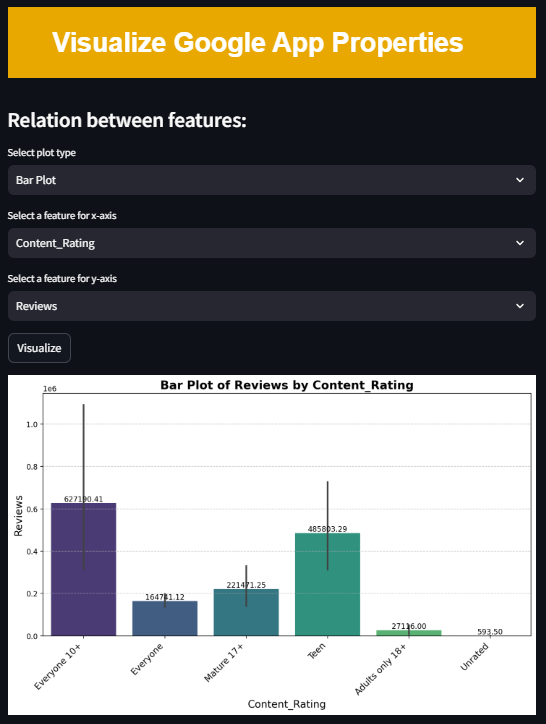 Visualize Google App Properties
Relation between features:
Select plot type
Bar Plot
Select a feature for x-axis
Content_Rating
Select a feature for y-axis
Reviews
Visualize
Bar Plot of Reviews by Content_Rating
1e6
1.0
0.8
0.6
0.4
0.2
0.0
Reviews
627190.41
164741.12
221471.25
485803.29
27116.00
593.50
Everyone 10+
Everyone
Mature 17+
Teen
Adults only 18+
Unrated
Content_Rating